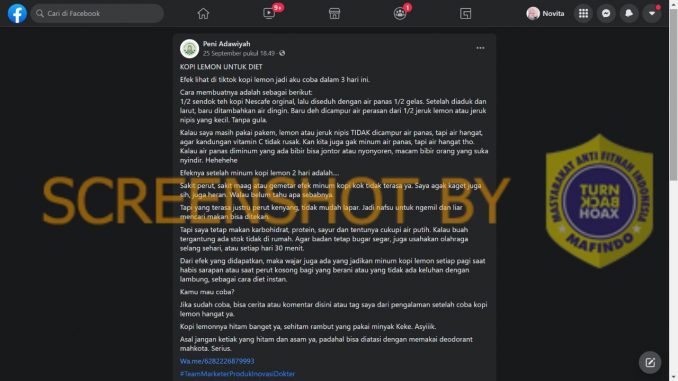 Cari di Facebook
9+
1
Novita
Peni Adawiyah
25 September pukul 18.49
KOPI LEMON UNTUK DIET
Efek lihat di tiktok kopi lemon jadi aku coba dalam 3 hari ini.
Cara membuatnya adalah sebagai berikut:
1/2 sendok teh kopi Nescafe orginal, lalu diseduh dengan air panas 1/2 gelas. Setelah diaduk dan
larut, baru ditambahkan air dingin. Baru deh dicampur air perasan dari 1/2 jeruk lemon atau jeruk
nipis yang kecil. Tanpa gula.
Kalau saya masih pakai pakem, lemon atau jeruk nipis TIDAK dicampur air panas, tapi air hangat,
agar kandungan vitamin C tidak rusak. Kan kita juga gak minum air panas, tapi air hangat tho.
Kalau air panas diminum yang ada bibir bisa jontor atau nyonyoren, macam bibir orang yang suka
nyindir. Hehehehe
Efeknya setelah minum kopi lemon 2 hari adalah....
Sakit perut, sakit maag atau gemetar efek minum kopi kok tidak terasa ya. Saya agak kaget juga
sih, juga heran. Walau belum tahu apa sebabnya.
Tapi yang terasa justru perut kenyang, tidak mudah lapar. Jadi nafsu untuk ngemil dan liar
mencari makan bisa ditekan.
Tapi saya tetap makan karbohidrat, protein, sayur dan tentunya cukupi air putih. Kalau buah
tergantung ada stok tidak di rumah. Agar badan tetap bugar segar, juga usahakan olahraga
selang sehari, atau setiap hari 30 menit.
Dari efek yang didapatkan, maka wajar juga ada yang jadikan minum kopi lemon setiap pagi saat
habis sarapan atau saat perut kosong bagi yang berani atau yang tidak ada keluhan dengan
lambung, sebagai cara diet instan.
Kamu mau coba?
Jika sudah coba, bisa cerita atau komentar disini atau tag saya dari pengalaman setelah coba kopi
lemon hangat ya.
Kopi lemonnya hitam banget ya, sehitam rambut yang pakai minyak Keke. Asyiiik.
Asal jangan ketiak yang hitam dan asam ya, padahal bisa diatasi dengan memakai deodorant
mahkota. Serius.
Wa.me/6282226879993
#TeamMarketerProdukInovasiDokter
SCREENSHOT BY
MASYARAKAT ANTI FITNAH INDONESIA
TURN
BACK
HOAX
MAFINDO